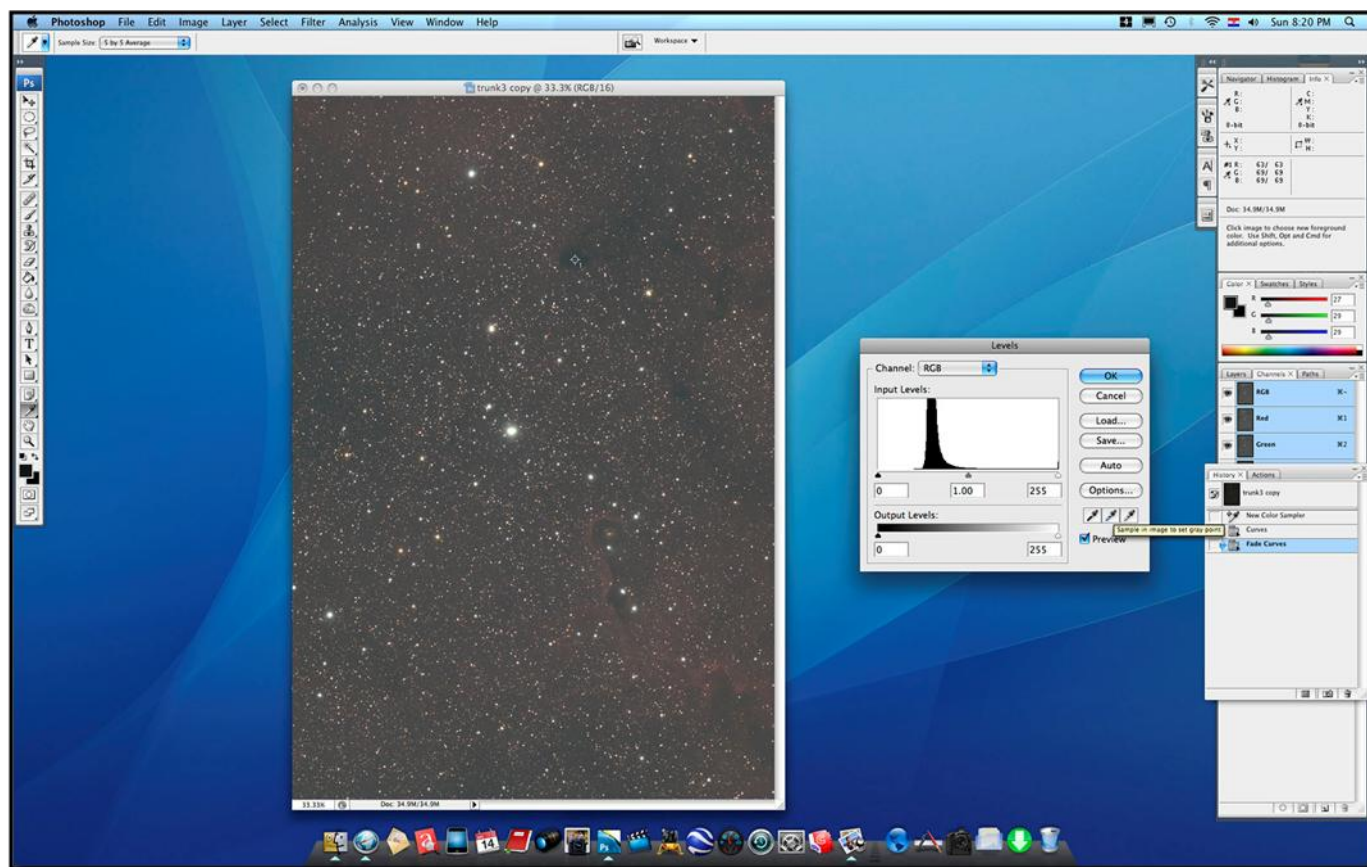 Photoshop File Edit Image Layer Select Filter Analysis View Window Help
Sun 8:20 PM
Sample Size: 5 by 5 Average
Workspace
Ps
trunk3 copy @ 33.3% (RGB/16)
Navigator Histogram Info
R: C:
G: M:
B: Y:
K:
8-bit 8-bit
X: W:
Y: H:
#1 R: 63/ 63
G: 69/ 69
B: 69/ 69
Doc: 34.9M/34.9M
Click image to choose new foreground
color. Use Shift, Opt and Cmd for
additional options.
Color Swatches Styles
R 27
G 29
B 29
Levels
Channel: RGB
Input Levels:
0 1.00 255
Output Levels:
0 255
OK
Cancel
Load...
Save...
Auto
Options...
Sample in image to set gray point
Preview
Layers Channels Paths
RGB ⌘~
Red ⌘1
Green ⌘2
History Actions
trunk3 copy
New Color Sampler
Curves
Fade Curves
33.33% Doc: 34.9M/34.9M
14
Ps